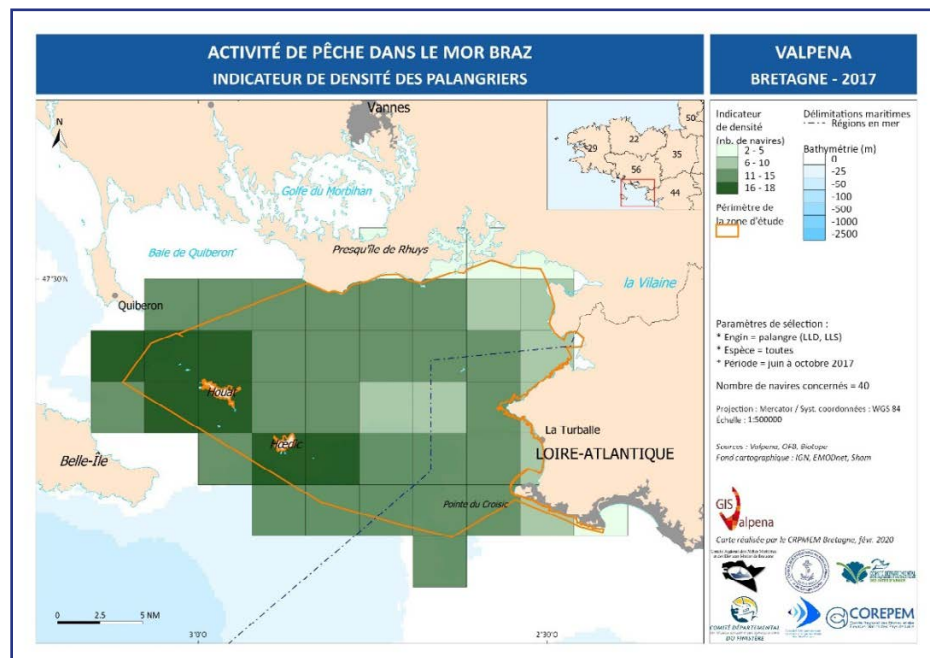 ACTIVITÉ DE PÊCHE DANS LE MOR BRAZ
INDICATEUR DE DENSITÉ DES PALANGRIERS
VALPENA
BRETAGNE - 2017
N
Vannes
Golfe du Morbihan
Presqu'île de Rhuys
Baie de Quiberon
47°30'N
la Vilaine
Quiberon
Houat
Hœdic
La Turballe
Belle-Île
LOIRE-ATLANTIQUE
Pointe du Croisic
0 2.5 5 NM
3°0'0
2°30'0
50
29
22
35
56
44
Indicateur
de densité
(nb. de navires)
2 - 5
6 - 10
11 - 15
16 - 18
Périmètre de
la zone d'étude
Délimitations maritimes
Régions en mer
Bathymétrie (m)
0
-25
-50
-100
-500
-1000
-2500
Paramètres de sélection :
* Engin = palangre (LLD, LLS)
* Espèce = toutes
* Période = juin à octobre 2017
Nombre de navires concernés = 40
Projection : Mercator / Syst. coordonnées : WGS 84
Échelle : 1:500000
Sources : Valpena, OFB, Biotope
Fond cartographique : IGN, EMODnet, Shom
GIS
Valpena
Carte réalisée par le CRPMEM Bretagne, févr. 2020
COMITÉ DÉPARTEMENTAL
DU FINISTÈRE
COREPEM